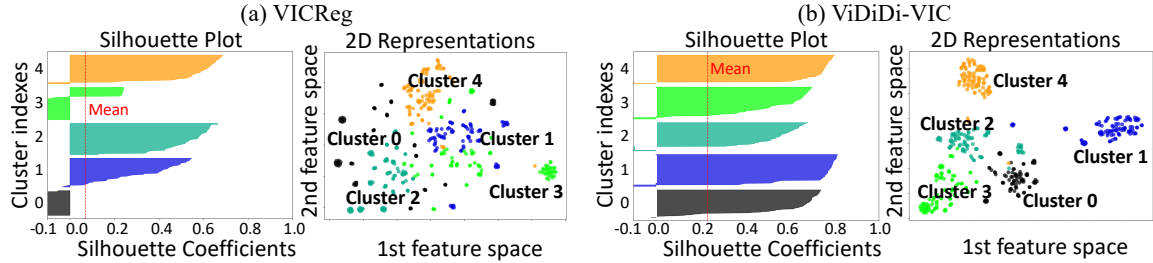 (a) VICReg
Silhouette Plot
2D Representations
Cluster indexes
4
3
2
1
0
Mean
-0.1 0.0 0.2 0.4 0.6 0.8 1.0
Silhouette Coefficients
2nd feature space
Cluster 4
Cluster 0
Cluster 1
Cluster 3
Cluster 2
1st feature space
(b) ViDiDi-VIC
Silhouette Plot
2D Representations
Cluster indexes
4
3
2
1
0
Mean
-0.1 0.0 0.2 0.4 0.6 0.8 1.0
Silhouette Coefficients
2nd feature space
Cluster 4
Cluster 2
Cluster 1
Cluster 3
Cluster 0
1st feature space